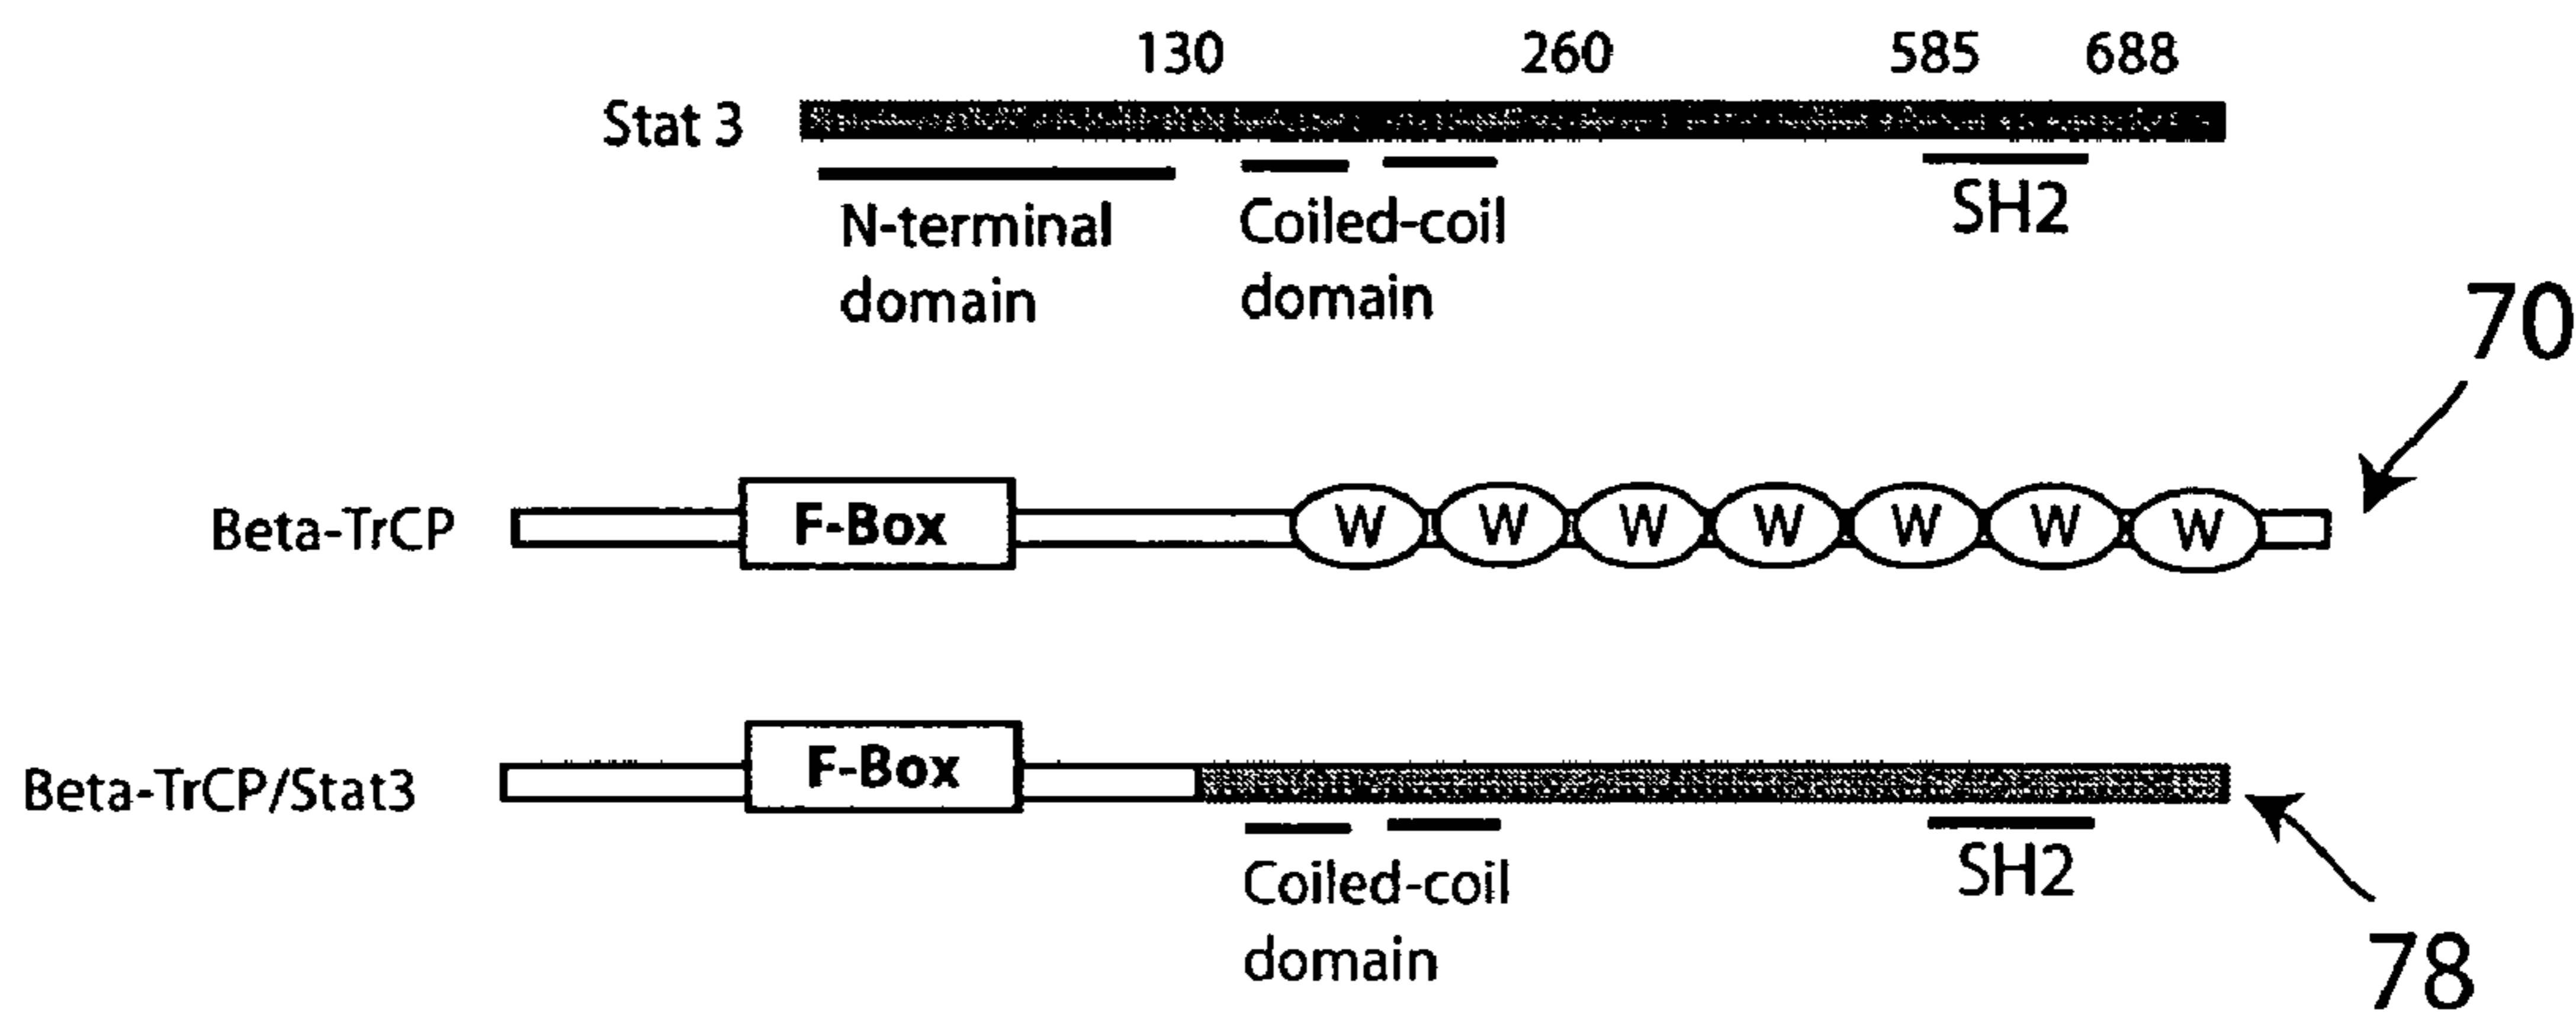 130 260 585 688
Stat 3
N-terminal
domain
Coiled-coil
domain
SH2
70
Beta-TrCP F-Box W W W W W W W
Beta-TrCP/Stat3 F-Box
Coiled-coil
domain
SH2
78